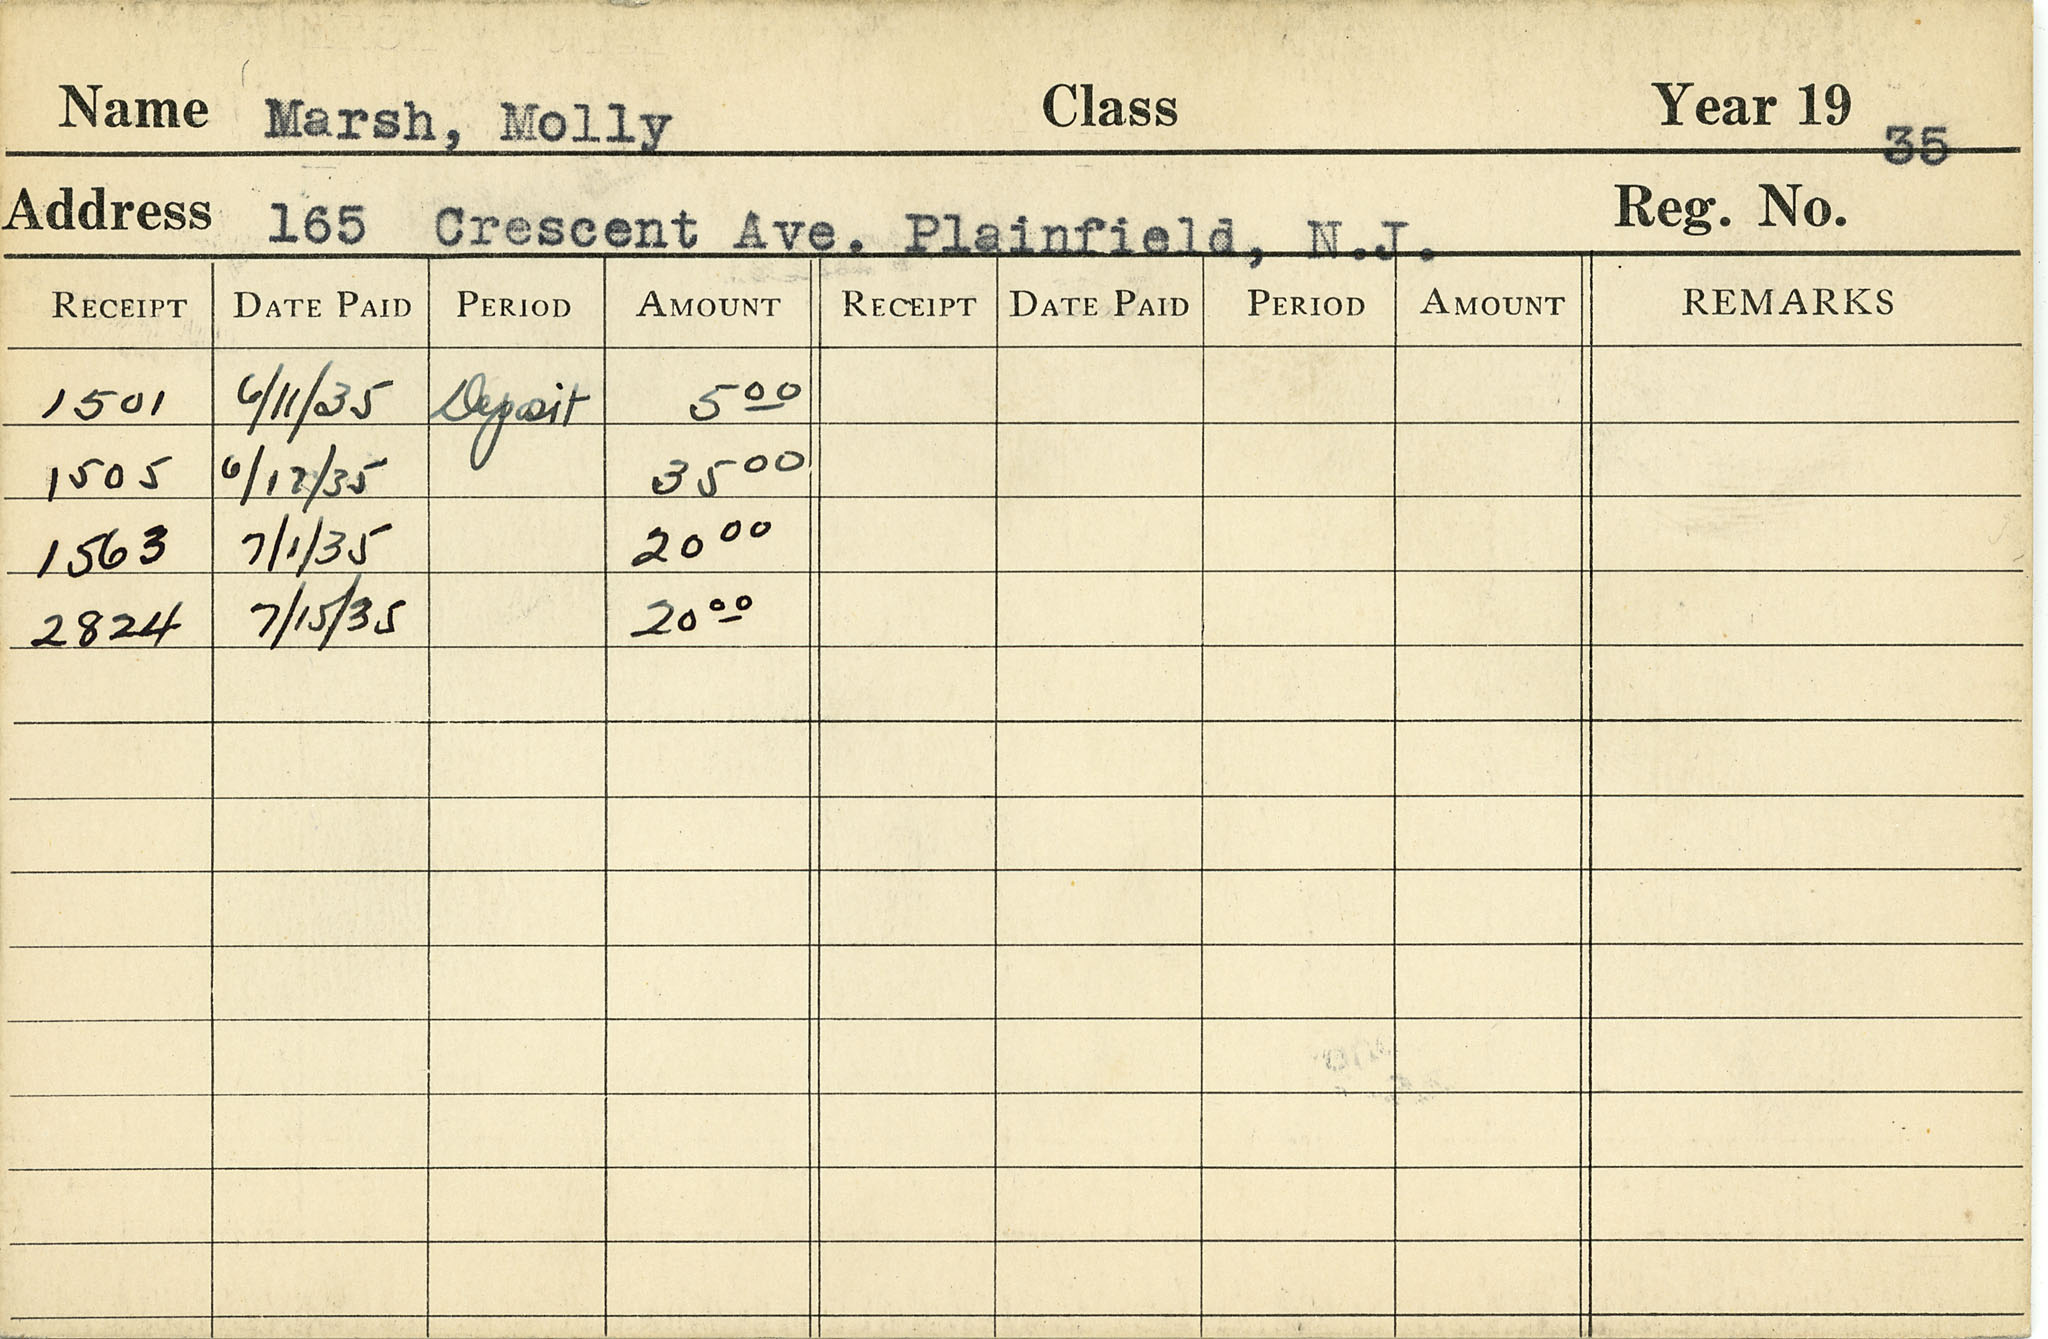 Name Marsh, Molly Class Year 19 35
Address 165 Crescent Ave. Plainfield, N.J. Reg. No.
RECEIPT DATE PAID PERIOD AMOUNT RECEIPT DATE PAID PERIOD AMOUNT REMARKS
1501 6/11/35 Deposit 5 00
1505 6/17/35 35 00
1563 7/1/35 20 00
2824 7/15/35 20 00